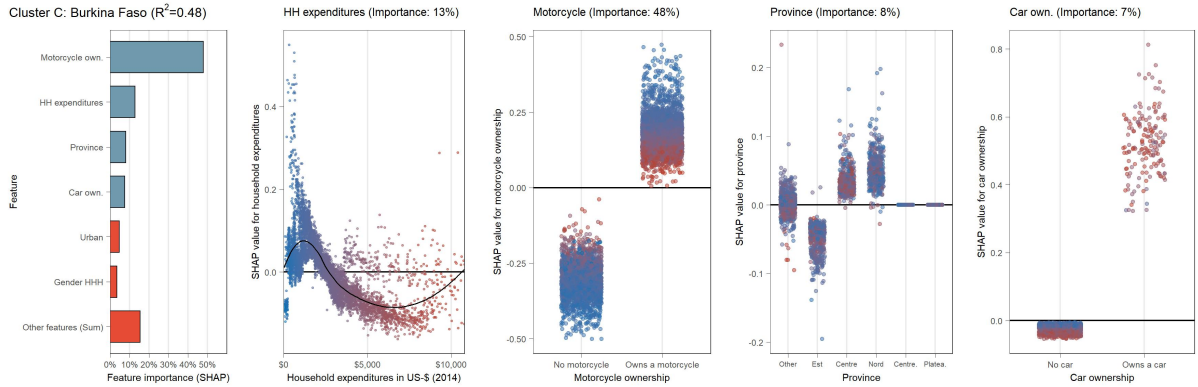 Cluster C: Burkina Faso (R²=0.48)
Feature
Motorcycle own.
HH expenditures
Province
Car own.
Urban
Gender HHH
Other features (Sum)
0% 10% 20% 30% 40% 50%
Feature importance (SHAP)
HH expenditures (Importance: 13%)
SHAP value for household expenditures
0.4
0.2
0.0
$0 $5,000 $10,000
Household expenditures in US-$ (2014)
Motorcycle (Importance: 48%)
SHAP value for motorcycle ownership
0.50
0.25
0.00
-0.25
-0.50
No motorcycle Owns a motorcycle
Motorcycle ownership
Province (Importance: 8%)
SHAP value for province
0.2
0.1
0.0
-0.1
-0.2
Other Est Centre Nord Centre. Platea.
Province
Car own. (Importance: 7%)
SHAP value for car ownership
0.8
0.6
0.4
0.2
0.0
No car Owns a car
Car ownership